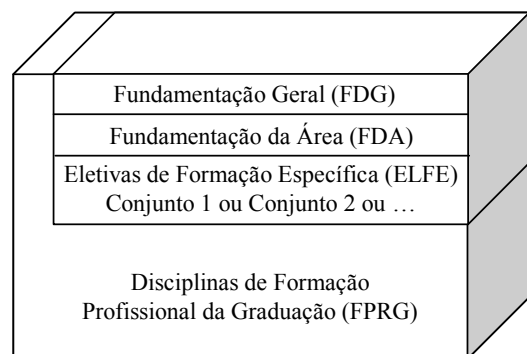 Fundamentação Geral (FDG)
Fundamentação da Área (FDA)
Eletivas de Formação Específica (ELFE)
Conjunto 1 ou Conjunto 2 ou …
Disciplinas de Formação
Profissional da Graduação (FPRG)